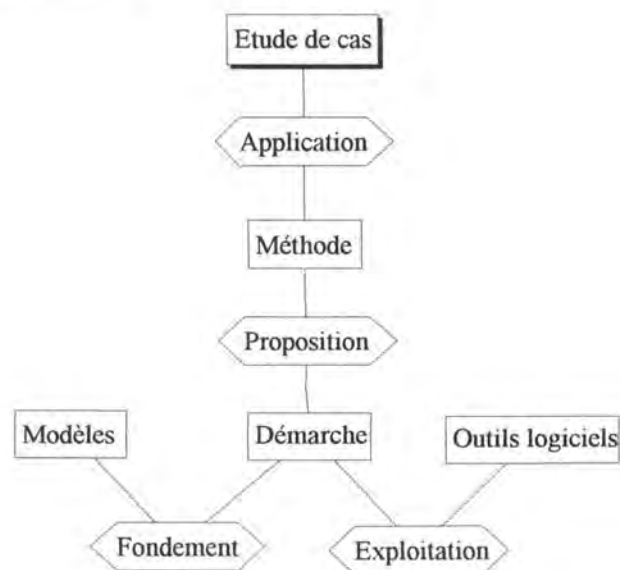 Etude de cas
Application
Méthode
Proposition
Modèles
Démarche
Outils logiciels
Fondement
Exploitation